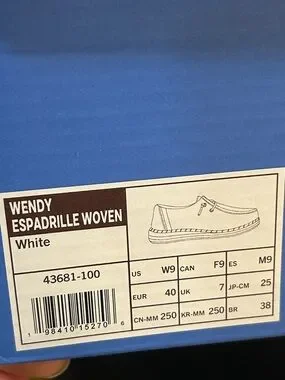 WENDY
ESPADRILLE WOVEN
White
43681-100
1 98410 15270 6
US W9 CAN F9 ES M9
EUR 40 UK 7 JP-CM 25
CN-MM 250 KR-MM 250 BR 38